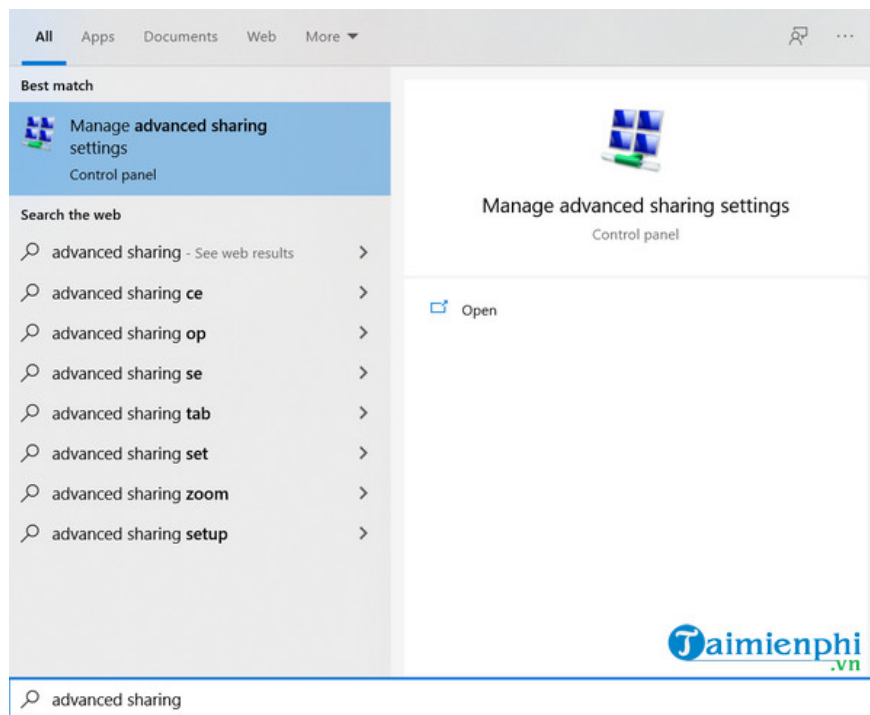 All Apps Documents Web More
Best match
Manage advanced sharing
settings
Control panel
Search the web
advanced sharing - See web results
advanced sharing ce
advanced sharing op
advanced sharing se
advanced sharing tab
advanced sharing set
advanced sharing zoom
advanced sharing setup
Manage advanced sharing settings
Control panel
Open
Taimienphi
.vn
advanced sharing